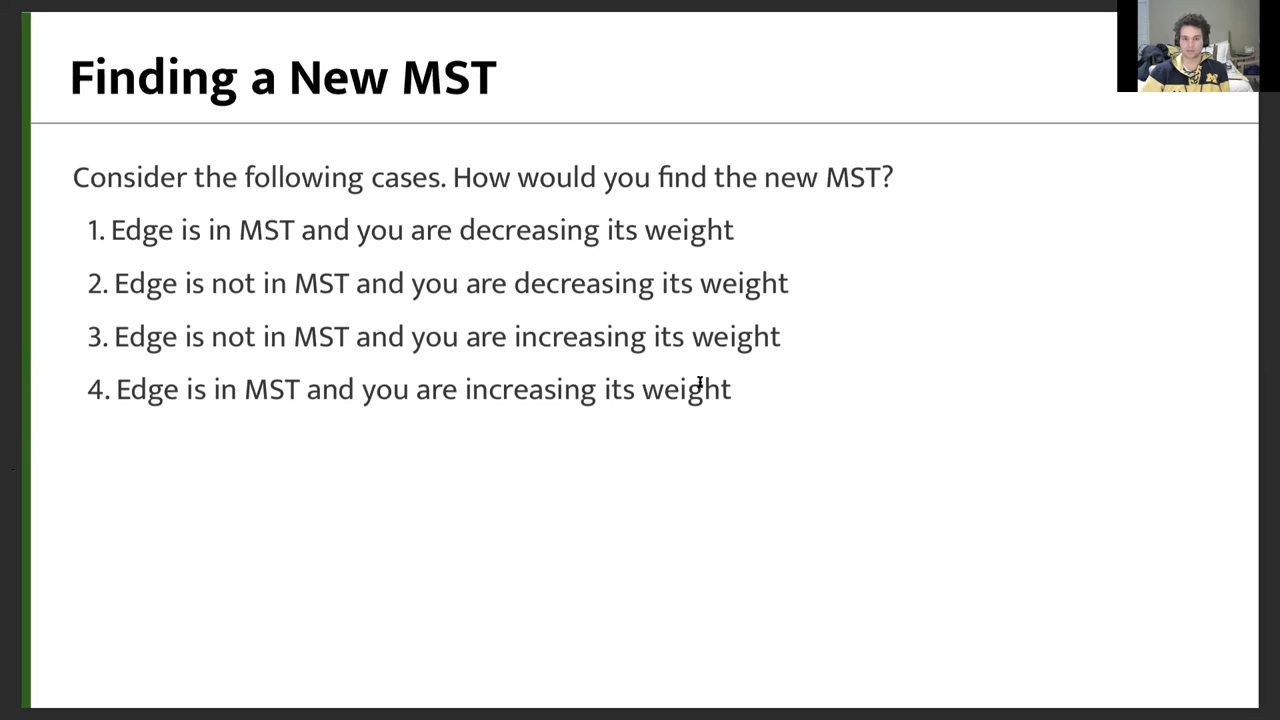 Finding a New MST
Consider the following cases. How would you find the new MST?
1. Edge is in MST and you are decreasing its weight
2. Edge is not in MST and you are decreasing its weight
3. Edge is not in MST and you are increasing its weight
4. Edge is in MST and you are increasing its weight
M